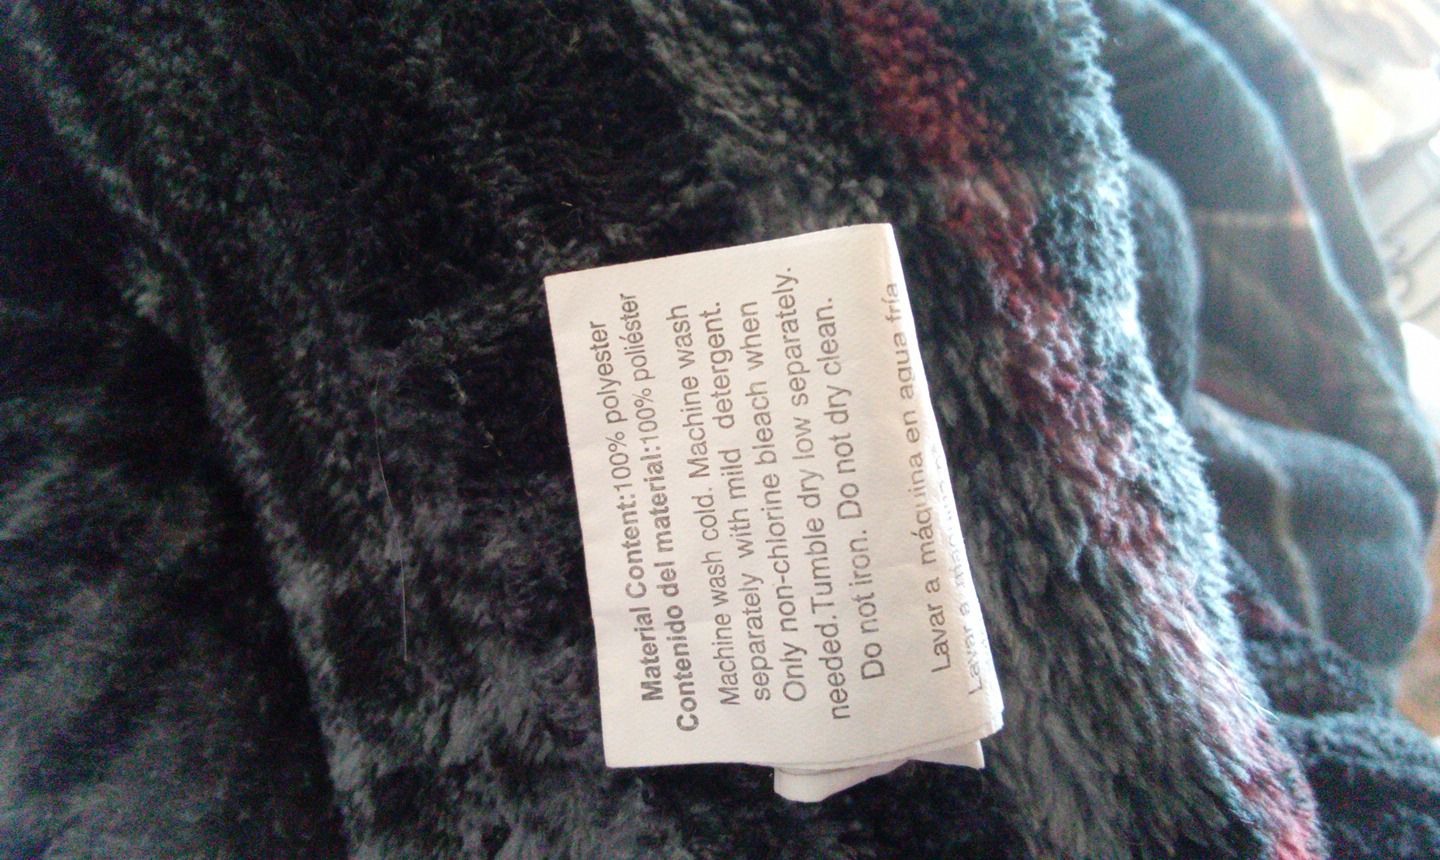 Material Content:100% polyester
Contenido del material:100% poliéster
Machine wash cold. Machine wash
separately with mild detergent.
Only non-chlorine bleach when
needed.Tumble dry low separately.
Do not iron. Do not dry clean.
Lavar a máquina en agua fría
Lavar a